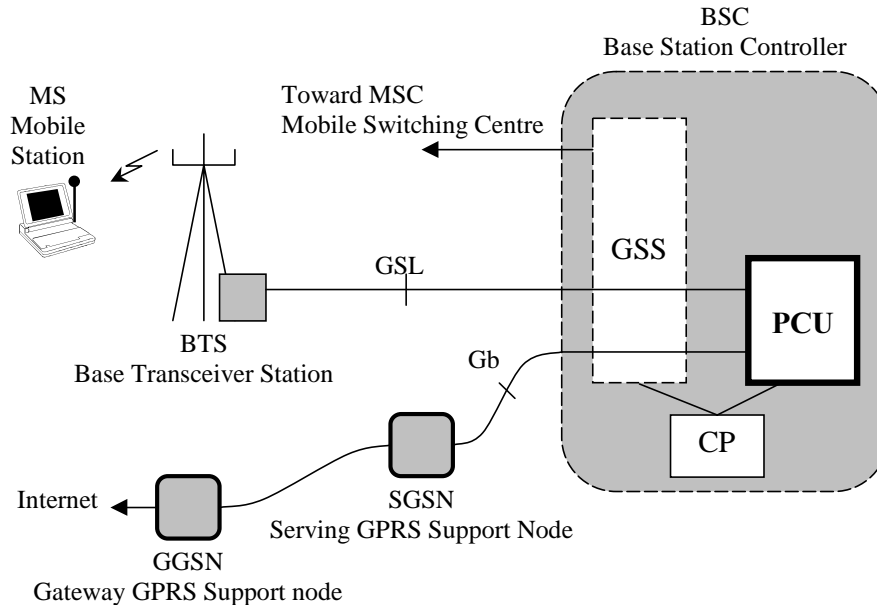 BSC
Base Station Controller
MS
Mobile
Station
Toward MSC
Mobile Switching Centre
GSS
GSL
PCU
BTS
Base Transceiver Station
Gb
CP
SGSN
Serving GPRS Support Node
Internet
GGSN
Gateway GPRS Support node